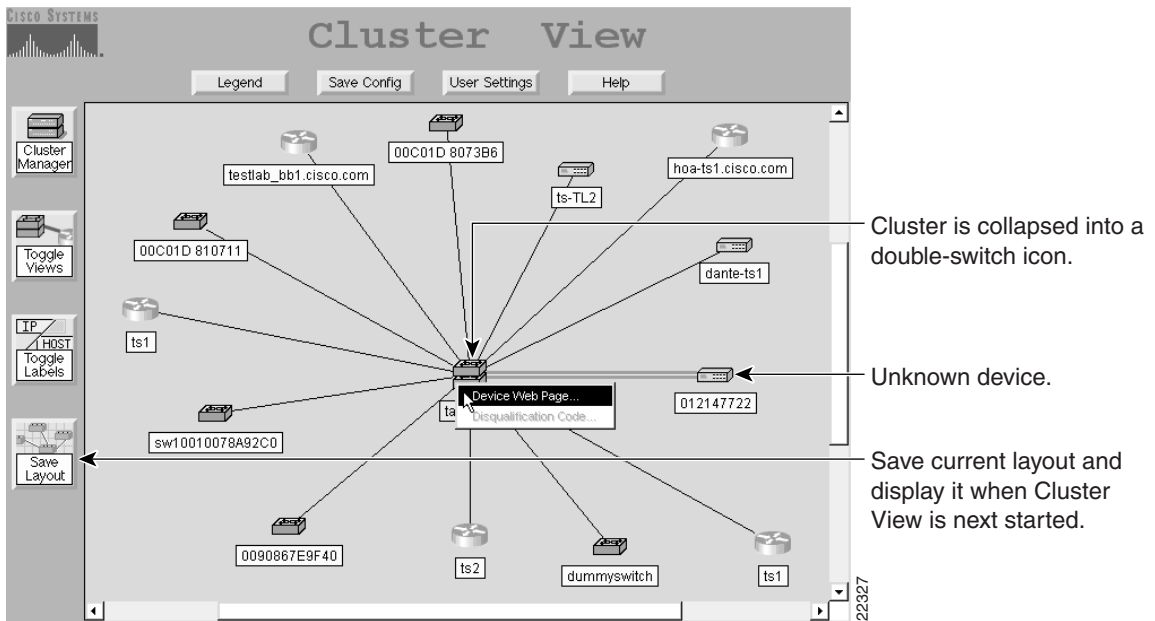 CISCO SYSTEMS
Cluster View
Legend
Save Config
User Settings
Help
Cluster
Manager
Toggle
Views
IP
HOST
Toggle
Labels
Save
Layout
testlab_bb1.cisco.com
00C01D 8073B6
hoa-ts1.cisco.com
ts-TL2
00C01D 810711
dante-ts1
ts1
Device Web Page...
Disqualification Code...
ta
012147722
sw10010078A92C0
0090867E9F40
ts2
dummyswitch
ts1
Cluster is collapsed into a
double-switch icon.
Unknown device.
Save current layout and
display it when Cluster
View is next started.
22327